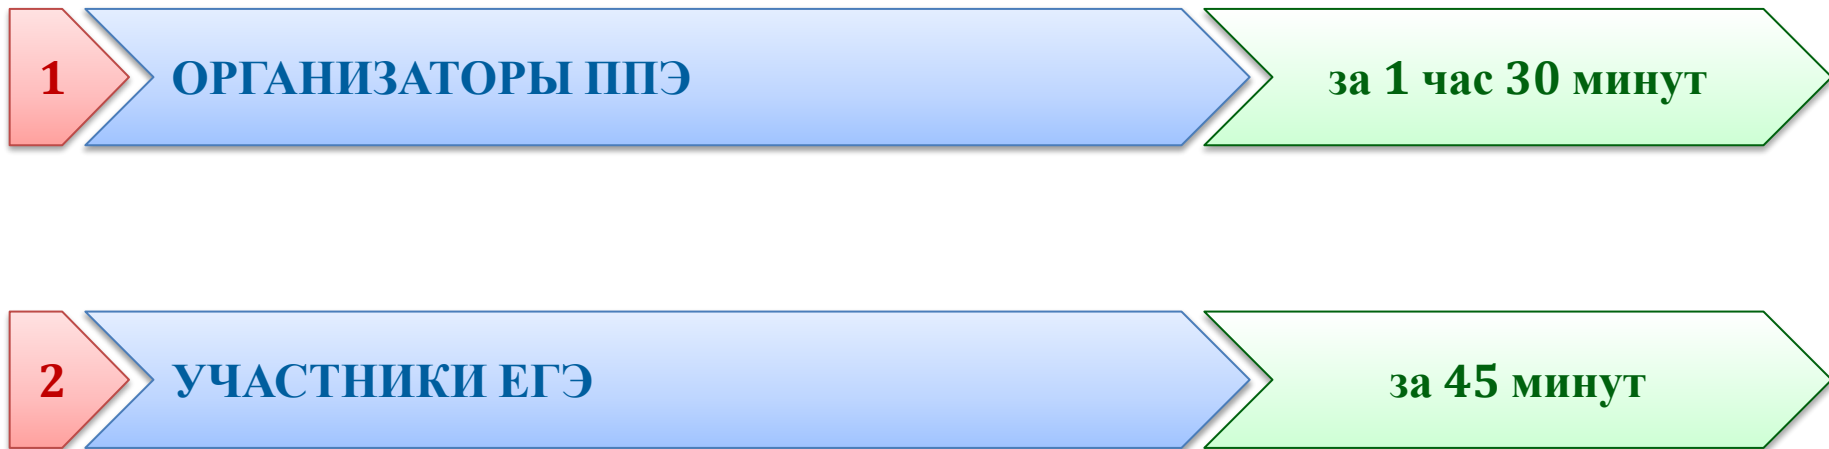 1
ОРГАНИЗАТОРЫ ППЭ
за 1 час 30 минут
2
УЧАСТНИКИ ЕГЭ
за 45 минут